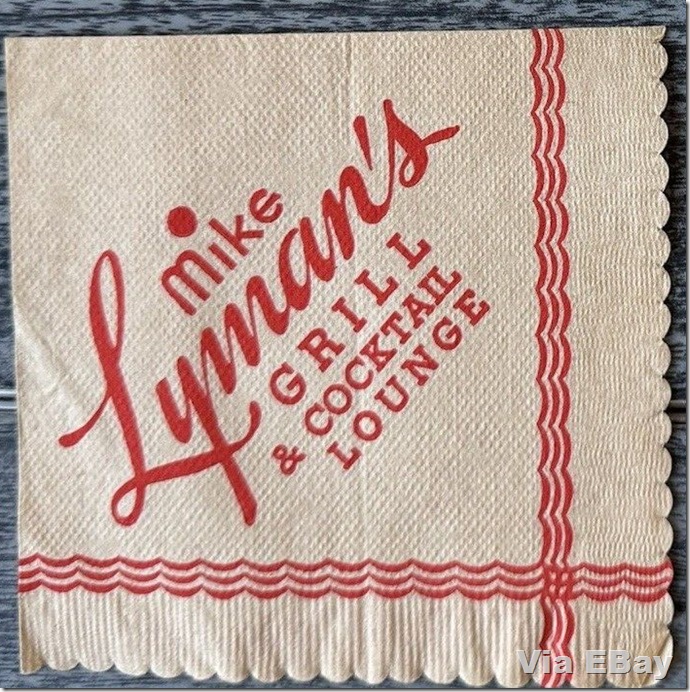 mike
Lyman's
GRILL
& COCKTAIL
LOUNGE
Via EBay